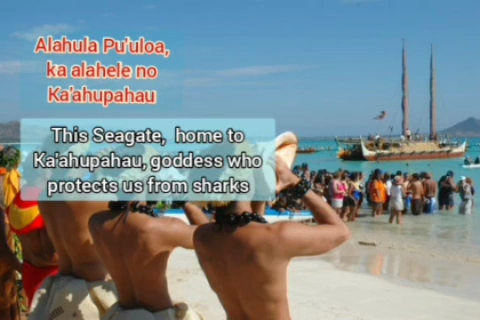 Alahula Pu'uloa,
ka alahele no
Ka'ahupahau
This Seagate, home to
Ka'ahupahau, goddess who
protects us from sharks